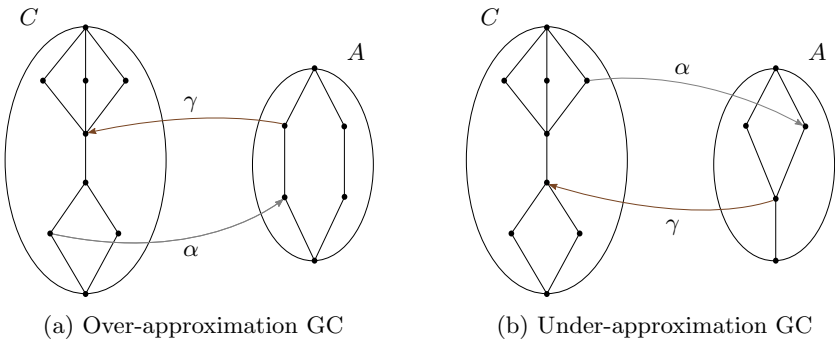 C
A
γ
α
(a) Over-approximation GC
C
A
α
γ
(b) Under-approximation GC